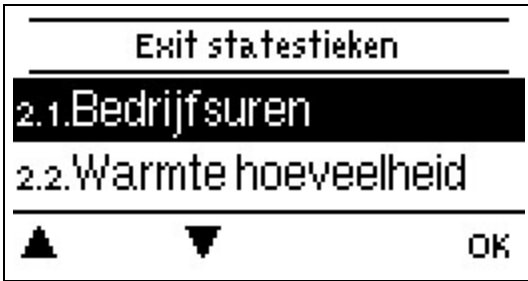 Exit statestieken
2.1.Bedrijfsuren
2.2.Warmte hoeveelheid
▲ ▼ OK